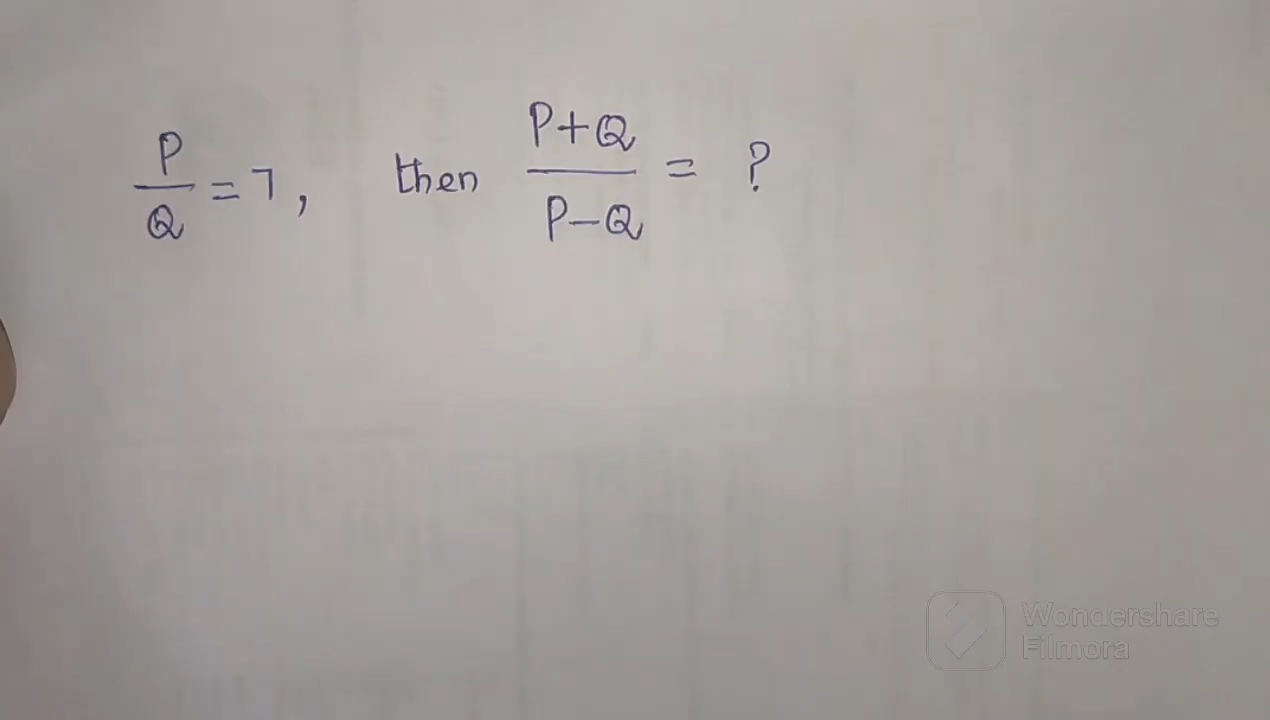 P/Q = 7, then (P+Q)/(P-Q) = ?
Wondershare
Filmora